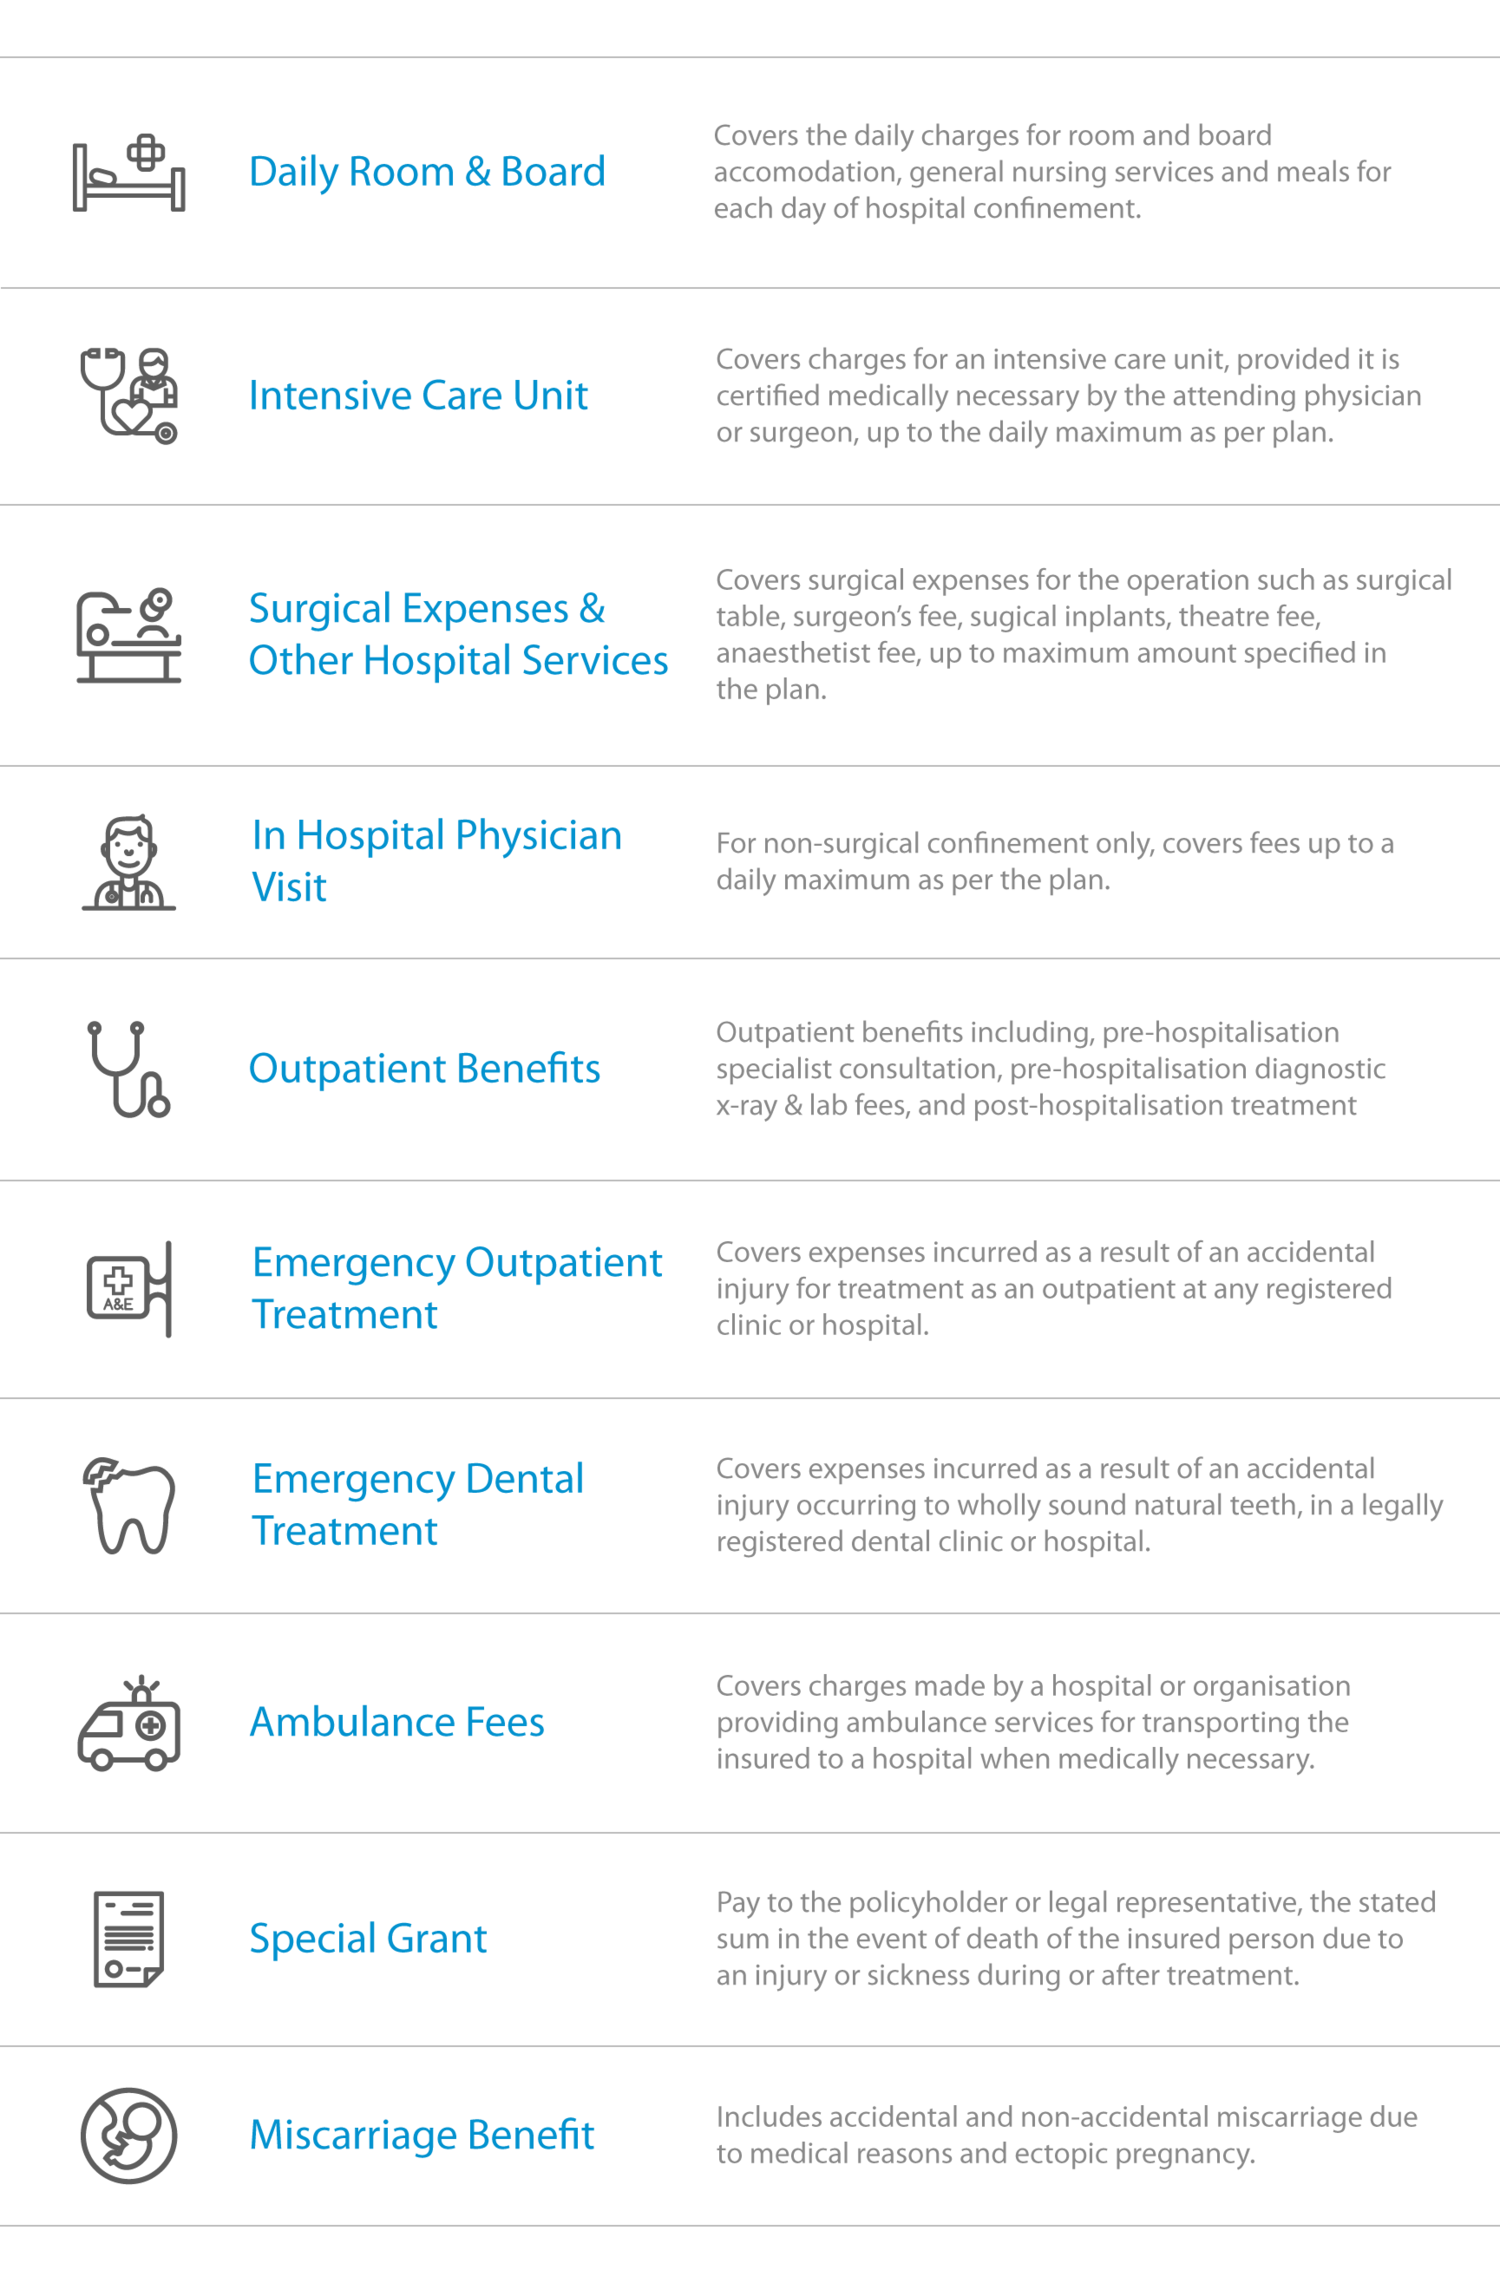 Daily Room & Board
Covers the daily charges for room and board
accomodation, general nursing services and meals for
each day of hospital confinement.
Intensive Care Unit
Covers charges for an intensive care unit, provided it is
certified medically necessary by the attending physician
or surgeon, up to the daily maximum as per plan.
Surgical Expenses &
Other Hospital Services
Covers surgical expenses for the operation such as surgical
table, surgeon’s fee, sugical inplants, theatre fee,
anaesthetist fee, up to maximum amount specified in
the plan.
In Hospital Physician
Visit
For non-surgical confinement only, covers fees up to a
daily maximum as per the plan.
Outpatient Benefits
Outpatient benefits including, pre-hospitalisation
specialist consultation, pre-hospitalisation diagnostic
x-ray & lab fees, and post-hospitalisation treatment
A&E
Emergency Outpatient
Treatment
Covers expenses incurred as a result of an accidental
injury for treatment as an outpatient at any registered
clinic or hospital.
Emergency Dental
Treatment
Covers expenses incurred as a result of an accidental
injury occurring to wholly sound natural teeth, in a legally
registered dental clinic or hospital.
Ambulance Fees
Covers charges made by a hospital or organisation
providing ambulance services for transporting the
insured to a hospital when medically necessary.
Special Grant
Pay to the policyholder or legal representative, the stated
sum in the event of death of the insured person due to
an injury or sickness during or after treatment.
Miscarriage Benefit
Includes accidental and non-accidental miscarriage due
to medical reasons and ectopic pregnancy.